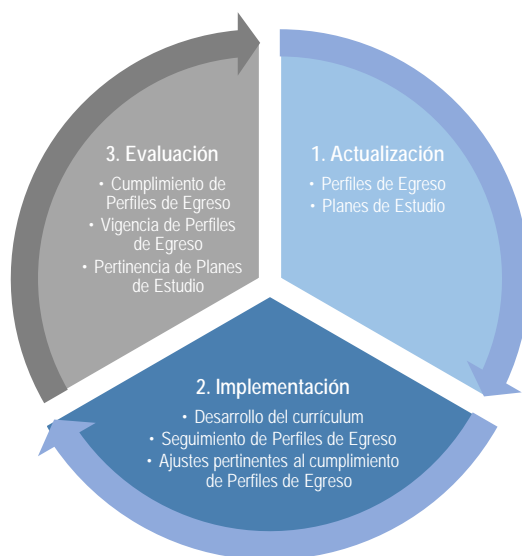 1. Actualización
• Perfiles de Egreso
• Planes de Estudio
2. Implementación
• Desarrollo del currículum
• Seguimiento de Perfiles de Egreso
• Ajustes pertinentes al cumplimiento
de Perfiles de Egreso
3. Evaluación
• Cumplimiento de
Perfiles de Egreso
• Vigencia de Perfiles
de Egreso
• Pertinencia de Planes
de Estudio